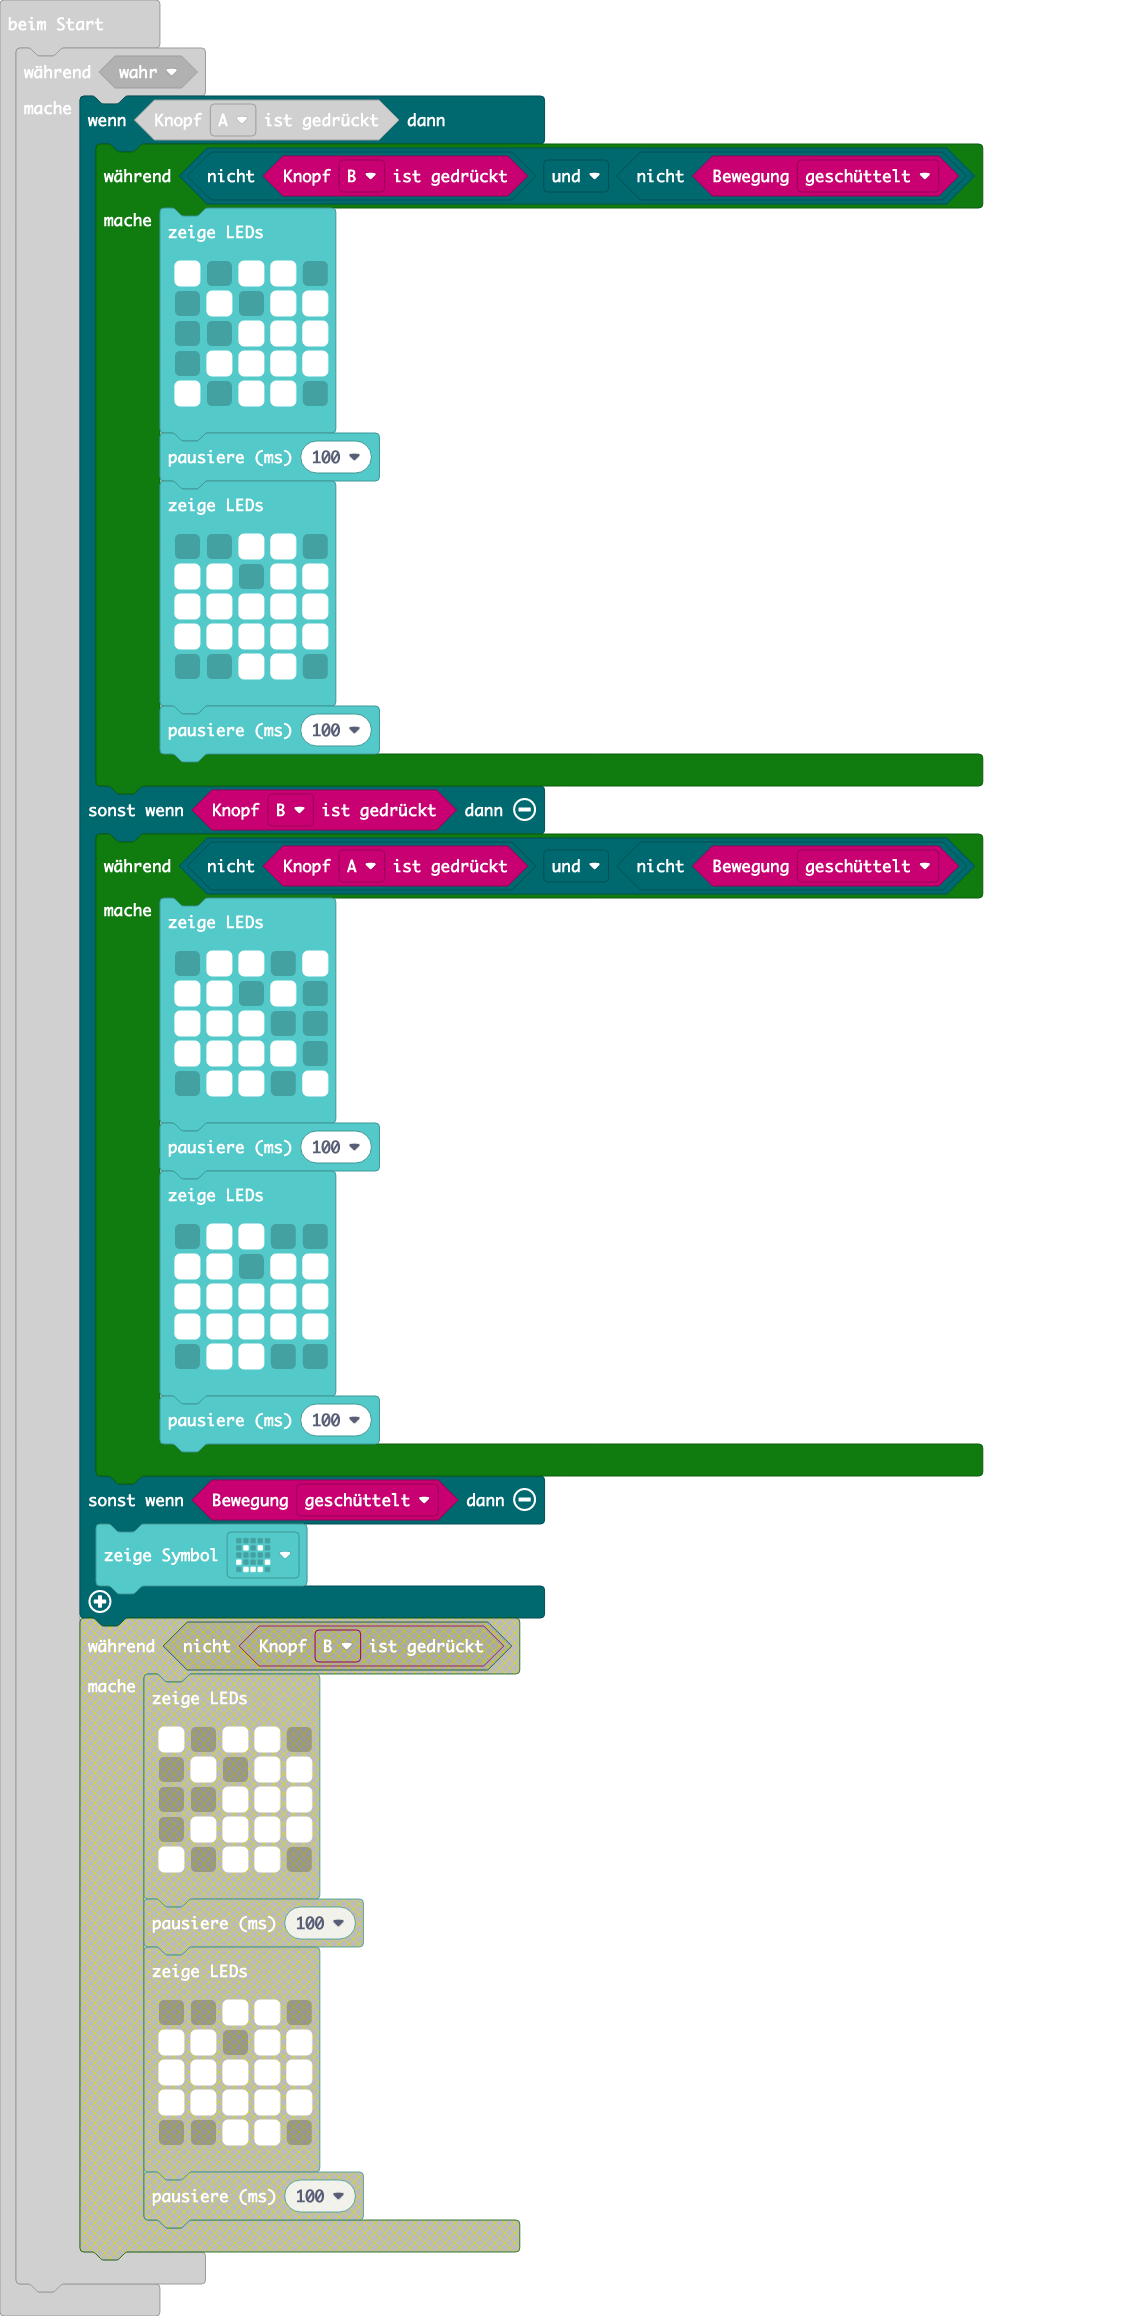 beim Start
während wahr
mache
wenn Knopf A ist gedrückt dann
während nicht Knopf B ist gedrückt und nicht Bewegung geschüttelt
mache
zeige LEDs
pausiere (ms) 100
zeige LEDs
pausiere (ms) 100
sonst wenn Knopf B ist gedrückt dann
während nicht Knopf A ist gedrückt und nicht Bewegung geschüttelt
mache
zeige LEDs
pausiere (ms) 100
zeige LEDs
pausiere (ms) 100
sonst wenn Bewegung geschüttelt dann
zeige Symbol
während nicht Knopf B ist gedrückt
mache
zeige LEDs
pausiere (ms) 100
zeige LEDs
pausiere (ms) 100